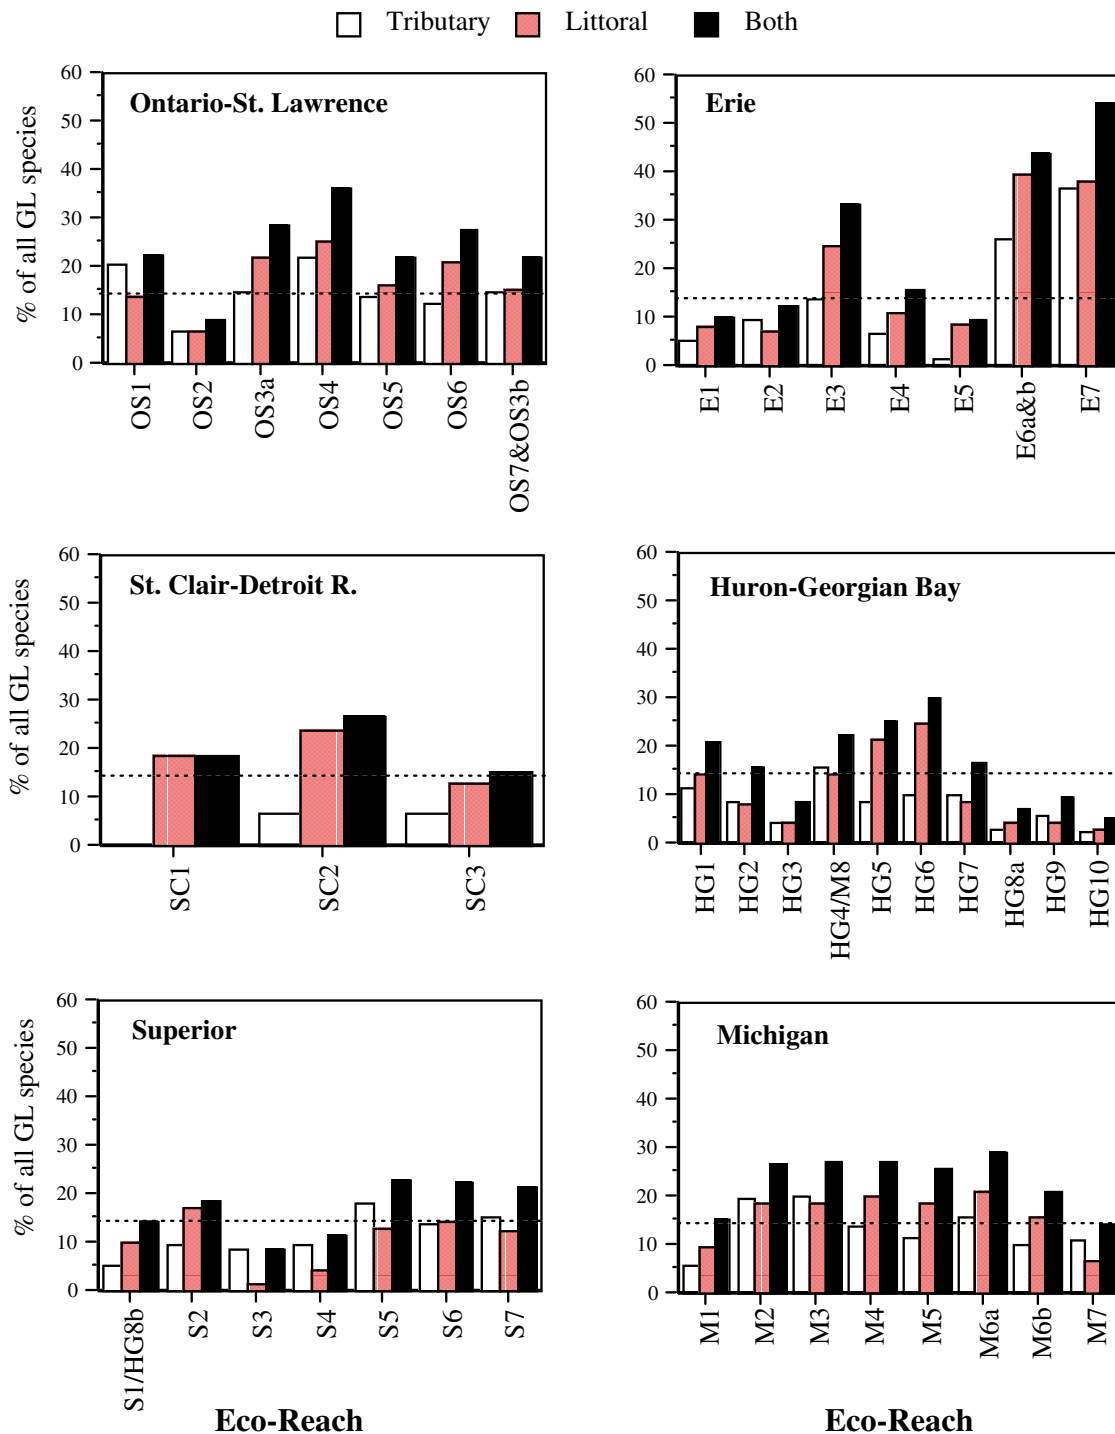 Tributary Littoral Both
Ontario-St. Lawrence
% of all GL species
60
50
40
30
20
10
0
OS1 OS2 OS3a OS4 OS5 OS6 OS7&OS3b
Erie
60
50
40
30
20
10
0
E1 E2 E3 E4 E5 E6a&b E7
St. Clair-Detroit R.
% of all GL species
60
50
40
30
20
10
0
SC1 SC2 SC3
Huron-Georgian Bay
60
50
40
30
20
10
0
HG1 HG2 HG3 HG4/M8 HG5 HG6 HG7 HG8a HG9 HG10
Superior
% of all GL species
60
50
40
30
20
10
0
S1/HG8b S2 S3 S4 S5 S6 S7
Eco-Reach
Michigan
60
50
40
30
20
10
0
M1 M2 M3 M4 M5 M6a M6b M7
Eco-Reach